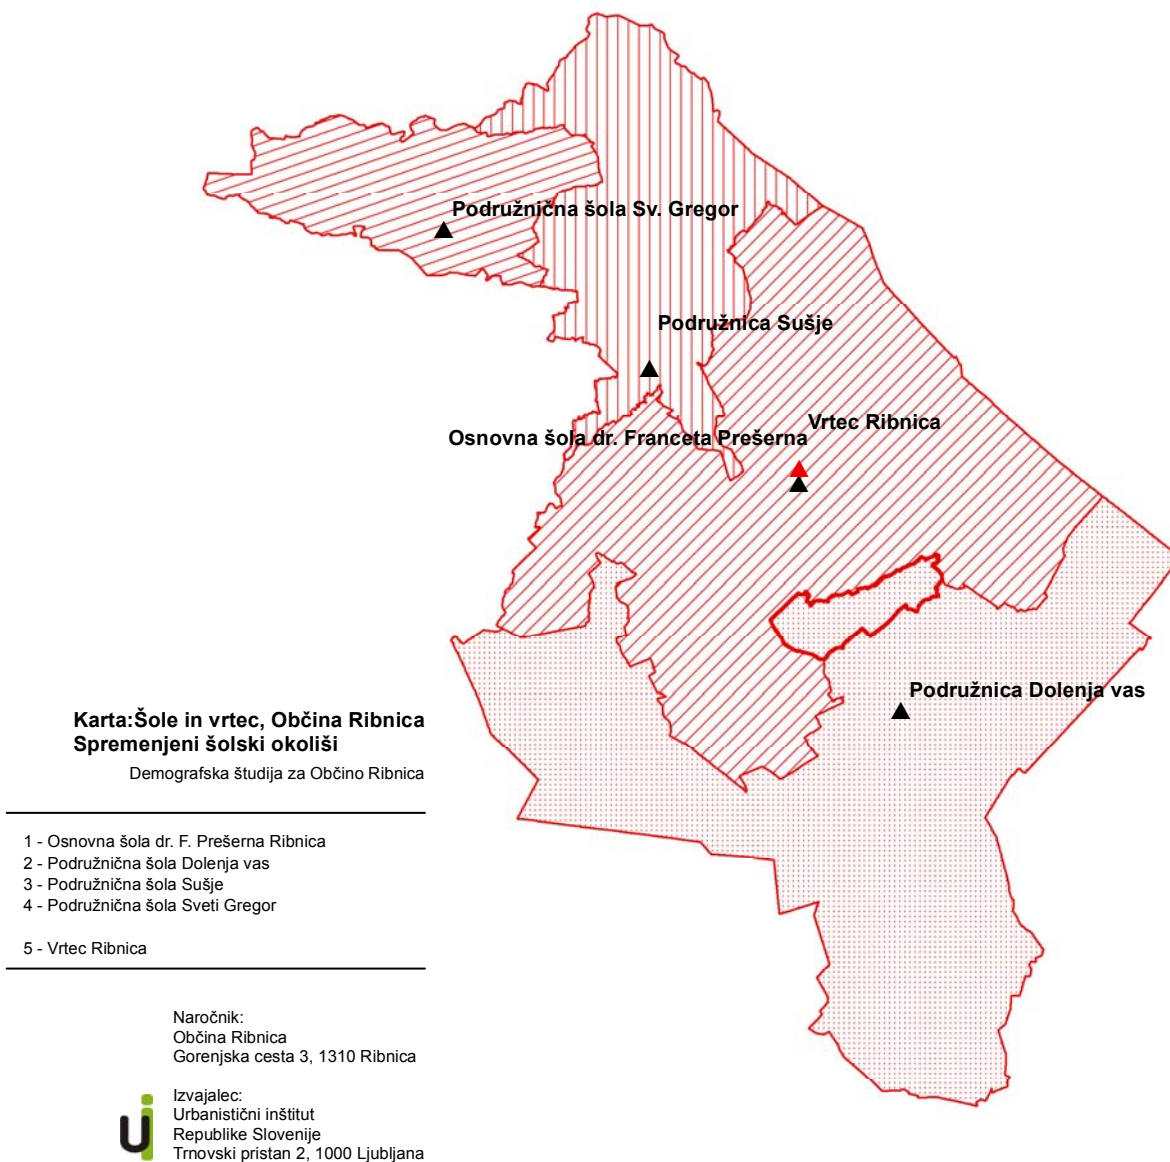 Podružnična šola Sv. Gregor
Podružnica Sušje
Vrtec Ribnica
Osnovna šola dr. Franceta Prešerna
Podružnica Dolenja vas
Karta:Šole in vrtec, Občina Ribnica
Spremenjeni šolski okoliši
Demografska študija za Občino Ribnica
1 - Osnovna šola dr. F. Prešerna Ribnica
2 - Podružnična šola Dolenja vas
3 - Podružnična šola Sušje
4 - Podružnična šola Sveti Gregor
5 - Vrtec Ribnica
Naročnik:
Občina Ribnica
Gorenjska cesta 3, 1310 Ribnica
Izvajalec:
Urbanistični inštitut
Republike Slovenije
Trnovski pristan 2, 1000 Ljubljana
ui